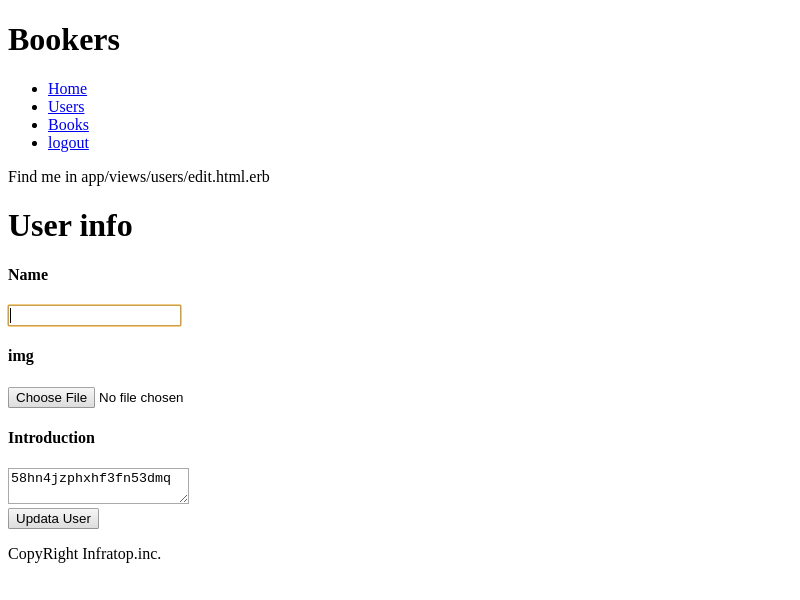 Bookers
Home
Users
Books
logout
Find me in app/views/users/edit.html.erb
User info
Name
img
Choose File No file chosen
Introduction
58hn4jzphxhf3fn53dmq
Updata User
CopyRight Infratop.inc.